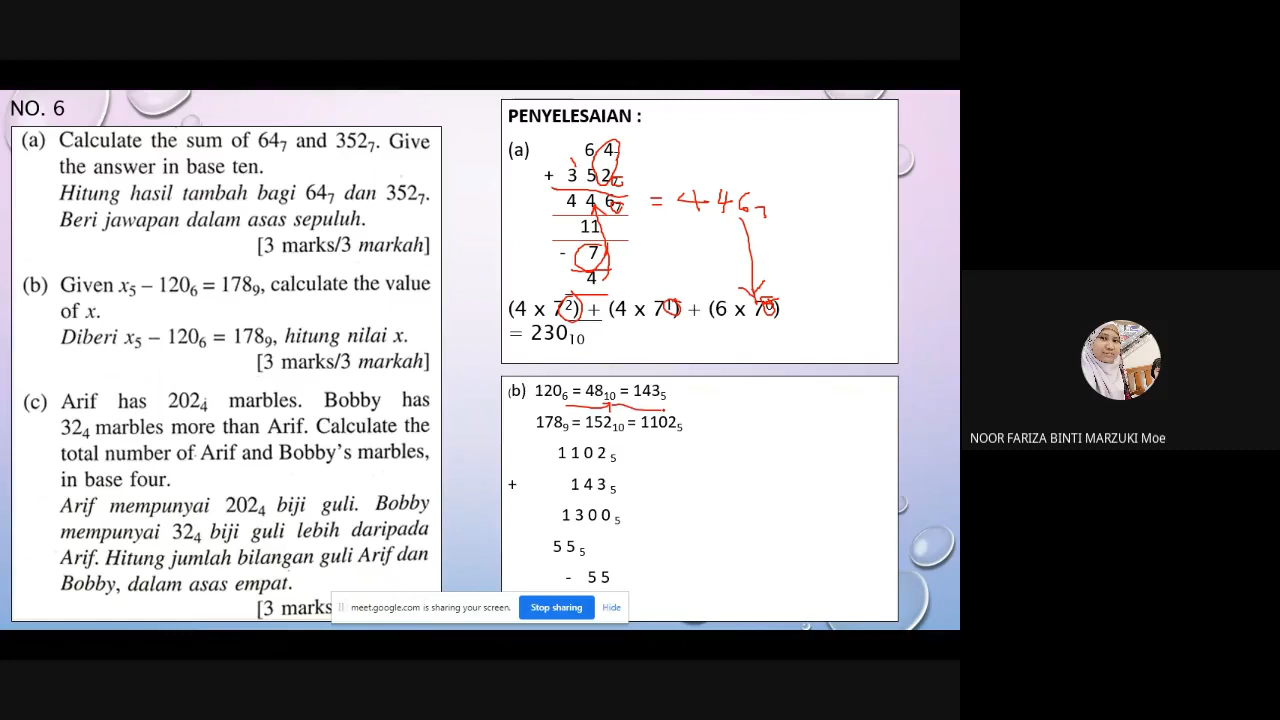 NO. 6
(a) Calculate the sum of 64₇ and 352₇. Give
the answer in base ten.
Hitung hasil tambah bagi 64₇ dan 352₇.
Beri jawapan dalam asas sepuluh.
[3 marks/3 markah]
(b) Given x₅ – 120₆ = 178₉, calculate the value
of x.
Diberi x₅ – 120₆ = 178₉, hitung nilai x.
[3 marks/3 markah]
(c) Arif has 202₄ marbles. Bobby has
32₄ marbles more than Arif. Calculate the
total number of Arif and Bobby's marbles,
in base four.
Arif mempunyai 202₄ biji guli. Bobby
mempunyai 32₄ biji guli lebih daripada
Arif. Hitung jumlah bilangan guli Arif dan
Bobby, dalam asas empat.
[3 marks
PENYELESAIAN :
(a) 6 4
+ 3 5 2
4 4 6₇ = 446₇
11
- 7
4
(4 x 7²) + (4 x 7¹) + (6 x 7⁰)
= 230₁₀
(b) 120₆ = 48₁₀ = 143₅
178₉ = 152₁₀ = 1102₅
1 1 0 2 ₅
+ 1 4 3 ₅
1 3 0 0 ₅
5 5 ₅
- 5 5
meet.google.com is sharing your screen. Stop sharing Hide
NOOR FARIZA BINTI MARZUKI Moe